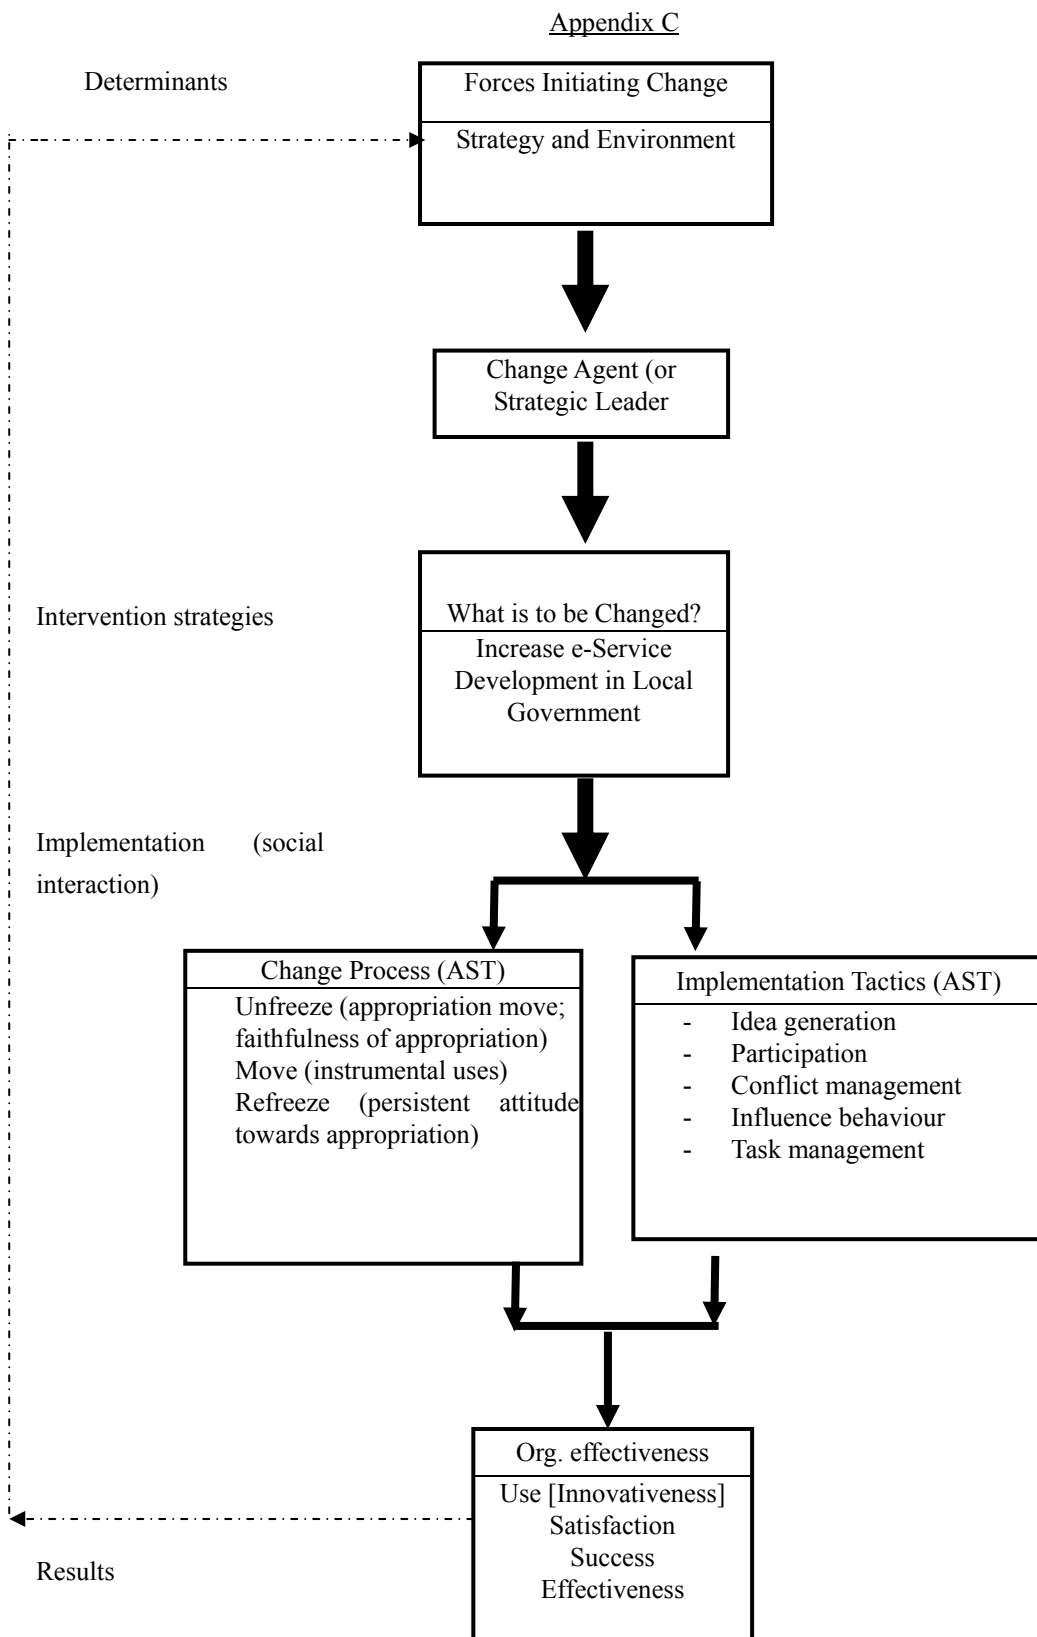 Appendix C
Determinants
Forces Initiating Change
Strategy and Environment
Change Agent (or
Strategic Leader
Intervention strategies
What is to be Changed?
Increase e-Service
Development in Local
Government
Implementation (social
interaction)
Change Process (AST)
Unfreeze (appropriation move;
faithfulness of appropriation)
Move (instrumental uses)
Refreeze (persistent attitude
towards appropriation)
Implementation Tactics (AST)
- Idea generation
- Participation
- Conflict management
- Influence behaviour
- Task management
Org. effectiveness
Use [Innovativeness]
Satisfaction
Success
Effectiveness
Results